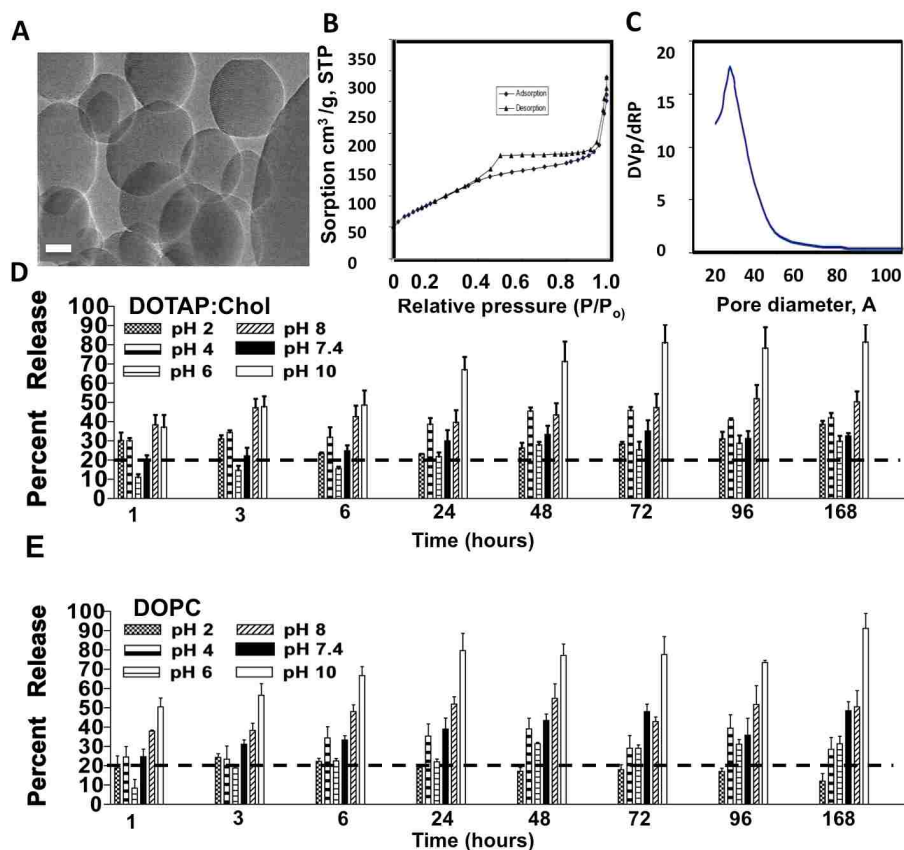 A
B
Sorption cm³/g, STP
350
300
200
150
100
50
0
Adsorption
Desorption
0 0.2 0.4 0.6 0.8 1.0
Relative pressure (P/Po)
C
DVp/dRP
20
15
10
5
0
20 40 60 80 100
Pore diameter, A
D
Percent Release
100
90
80
70
60
50
40
30
20
10
0
DOTAP:Chol
pH 2 pH 8
pH 4 pH 7.4
pH 6 pH 10
1 3 6 24 48 72 96 168
Time (hours)
E
Percent Release
100
90
80
70
60
50
40
30
20
10
0
DOPC
pH 2 pH 8
pH 4 pH 7.4
pH 6 pH 10
1 3 6 24 48 72 96 168
Time (hours)